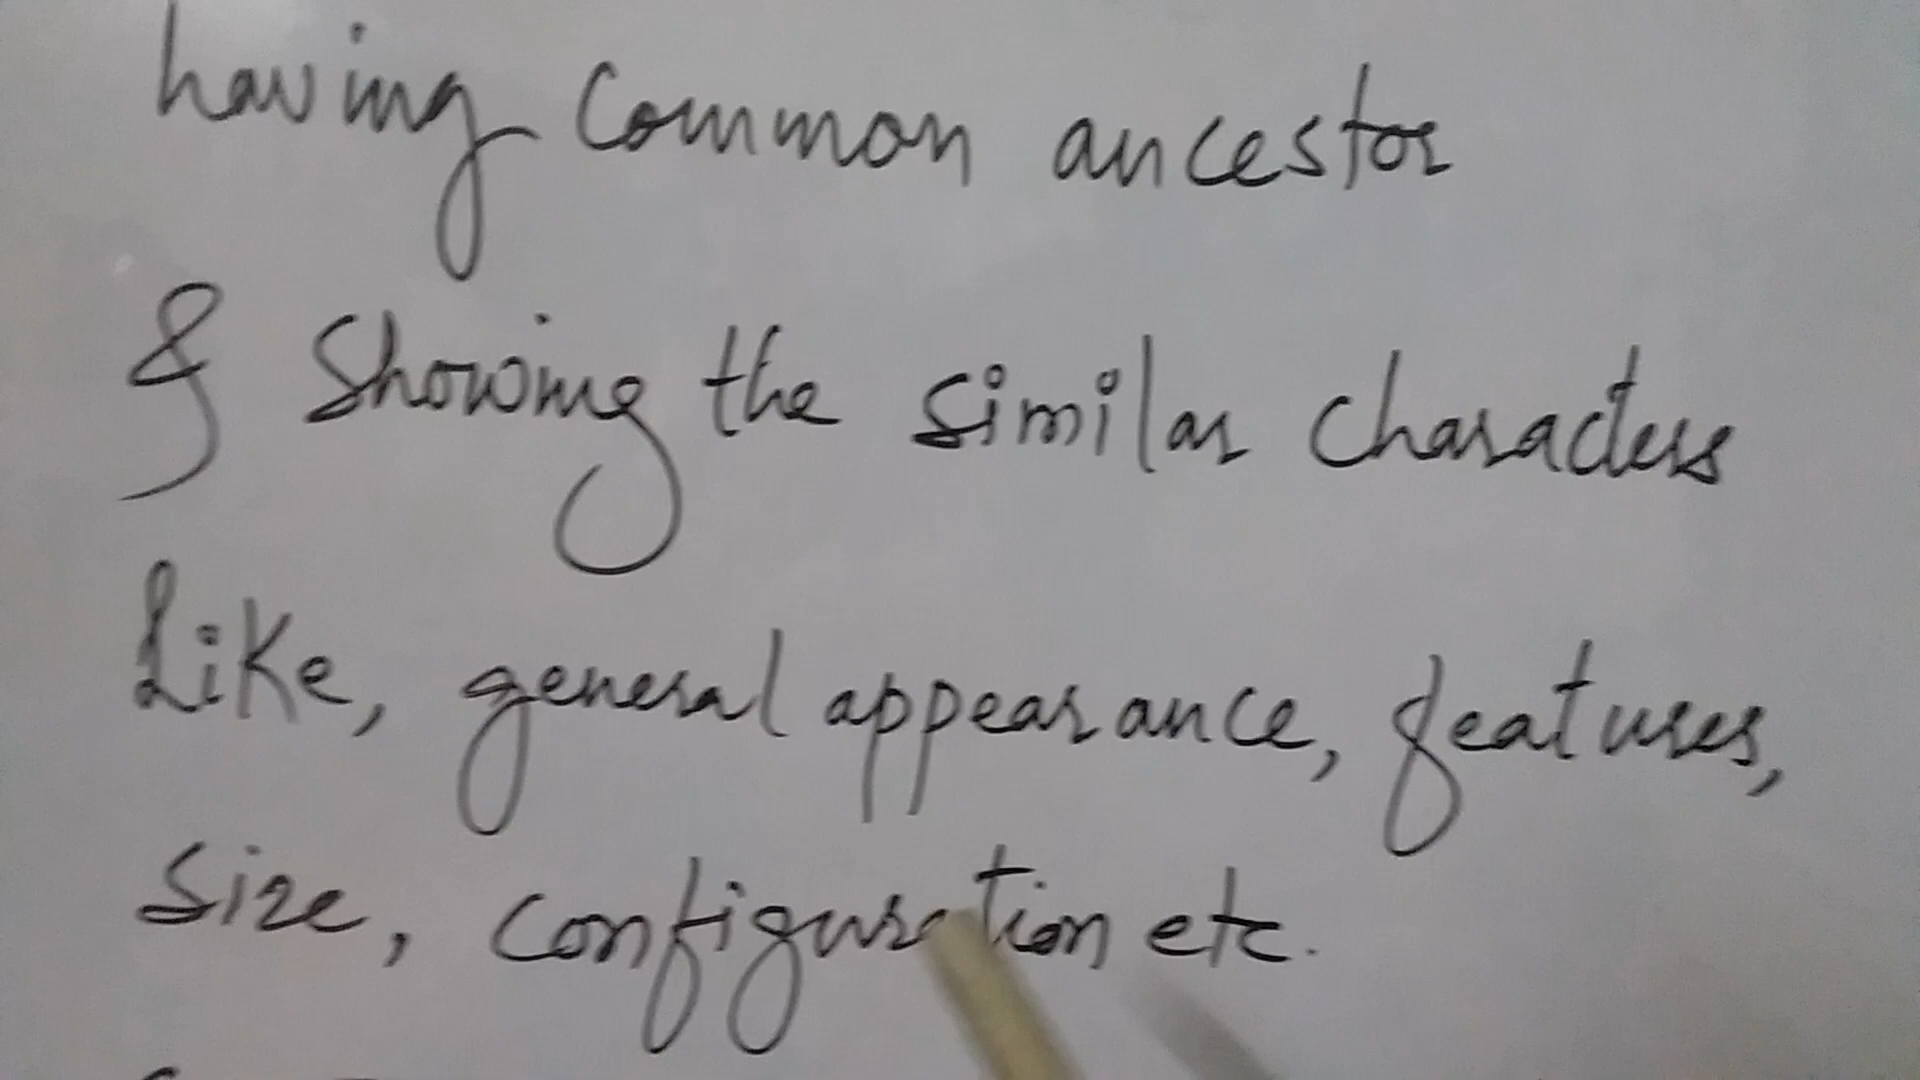 having Common ancestor
& Showing the similar characters
Like, general appearance, features,
Size, configuration etc.